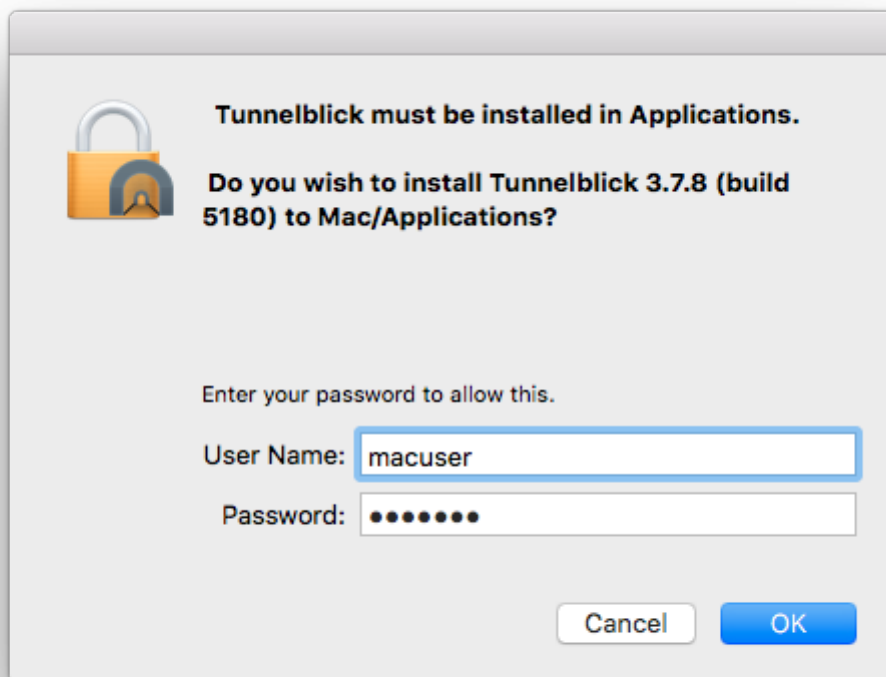 Tunnelblick must be installed in Applications.
Do you wish to install Tunnelblick 3.7.8 (build
5180) to Mac/Applications?
Enter your password to allow this.
User Name: macuser
Password: ●●●●●●●
Cancel OK